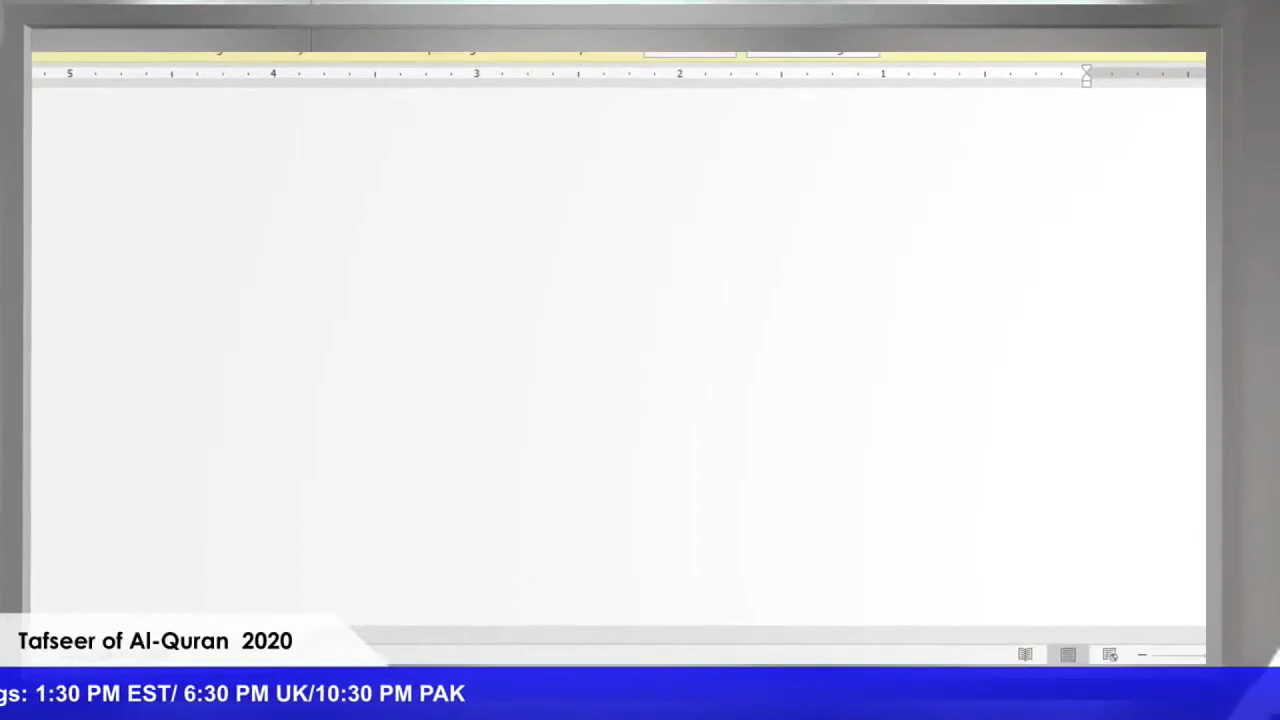 5 4 3 2 1
Tafseer of Al-Quran 2020
gs: 1:30 PM EST/ 6:30 PM UK/10:30 PM PAK